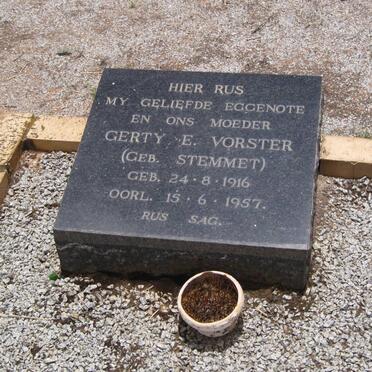 HIER RUS
MY GELIEFDE EGGENOTE
EN ONS MOEDER
GERTY E. VORSTER
(GEB. STEMMET)
GEB. 24-8-1916
OORL. 15-6-1957.
RUS SAG.